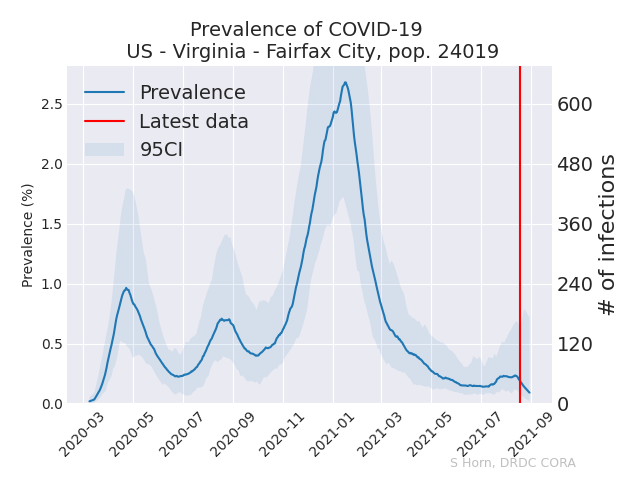 Prevalence of COVID-19
US - Virginia - Fairfax City, pop. 24019
Prevalence
Latest data
95CI
Prevalence (%)
2.5
2.0
1.5
1.0
0.5
0.0
600
480
360
240
120
0
# of infections
2020-03
2020-05
2020-07
2020-09
2020-11
2021-01
2021-03
2021-05
2021-07
2021-09
S Horn, DRDC CORA